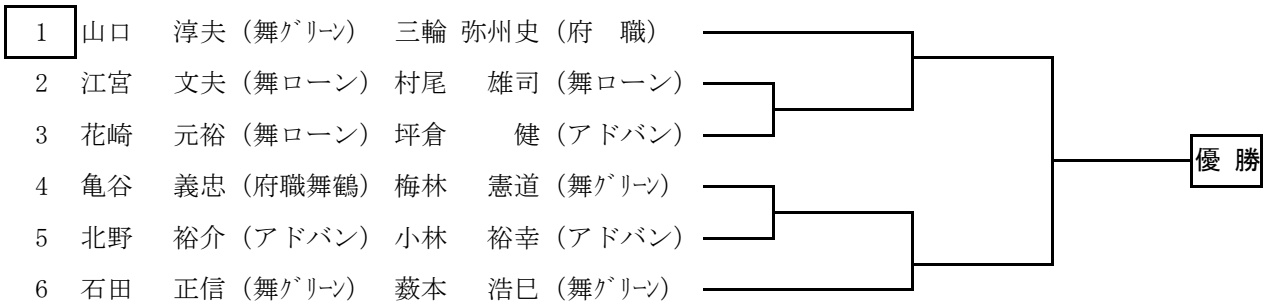 1 山口 淳夫 (舞グリーン) 三輪 弥州史 (府 職)
2 江宮 文夫 (舞ローン) 村尾 雄司 (舞ローン)
3 花崎 元裕 (舞ローン) 坪倉 健 (アドバン)
優 勝
4 亀谷 義忠 (府職舞鶴) 梅林 憲道 (舞グリーン)
5 北野 裕介 (アドバン) 小林 裕幸 (アドバン)
6 石田 正信 (舞グリーン) 薮本 浩巳 (舞グリーン)